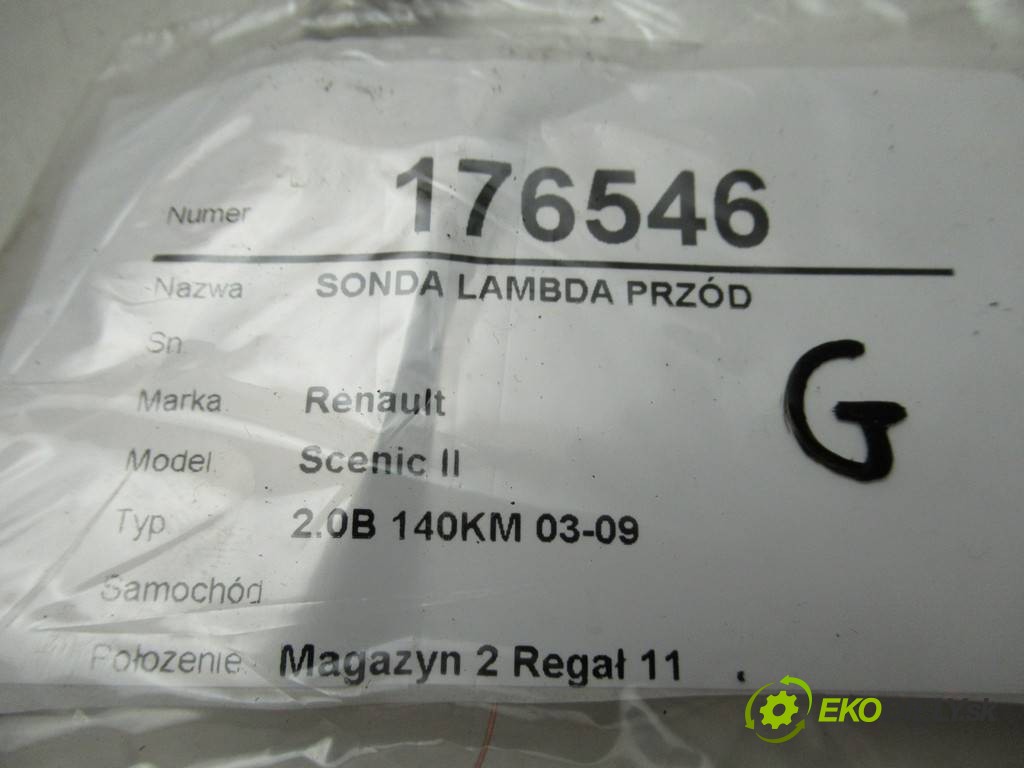 Numer 176546
Nazwa SONDA LAMBDA PRZÓD
Sn
Marka Renault
Model Scenic II
G
Typ 2.0B 140KM 03-09
Samochód
Położenie Magazyn 2 Regał 11
EKO